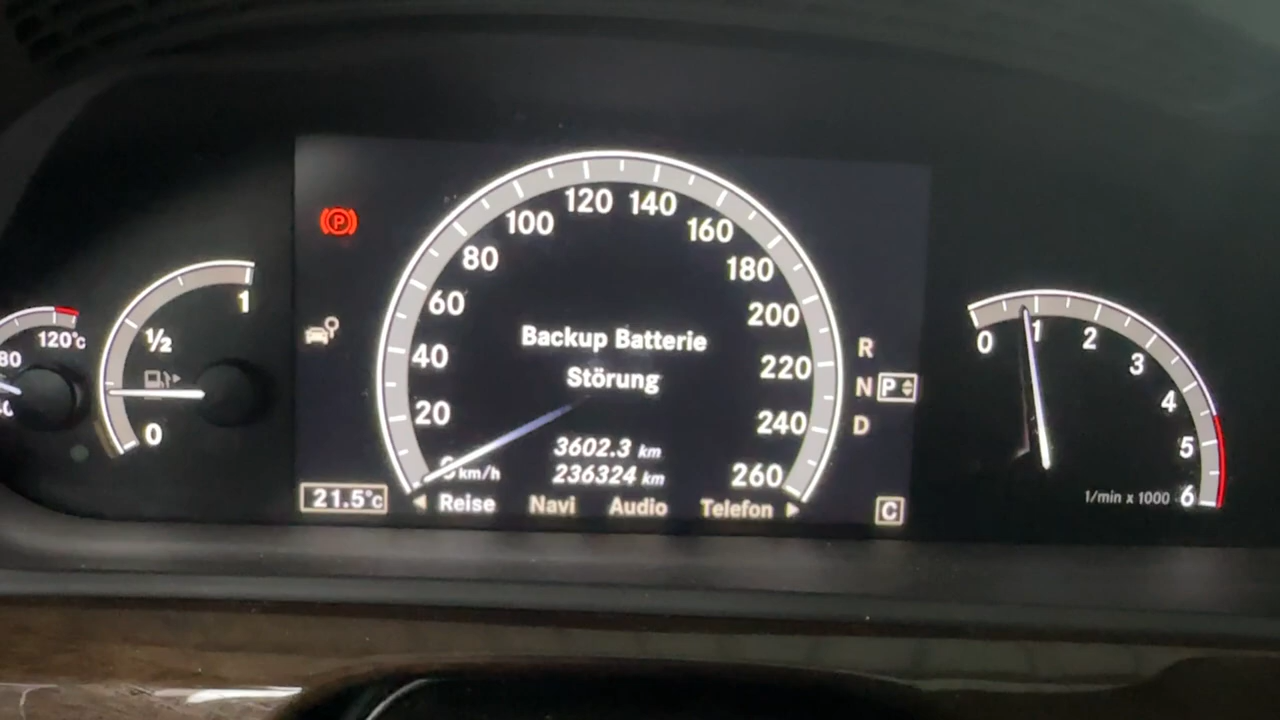 120°C
80
1
½
0
P
20
40
60
80
100
120
140
160
180
200
220
240
260
km/h
Backup Batterie
Störung
3602.3 km
236324 km
21.5°C
Reise Navi Audio Telefon
R
N P
D
C
0
1
2
3
4
5
6
1/min x 1000